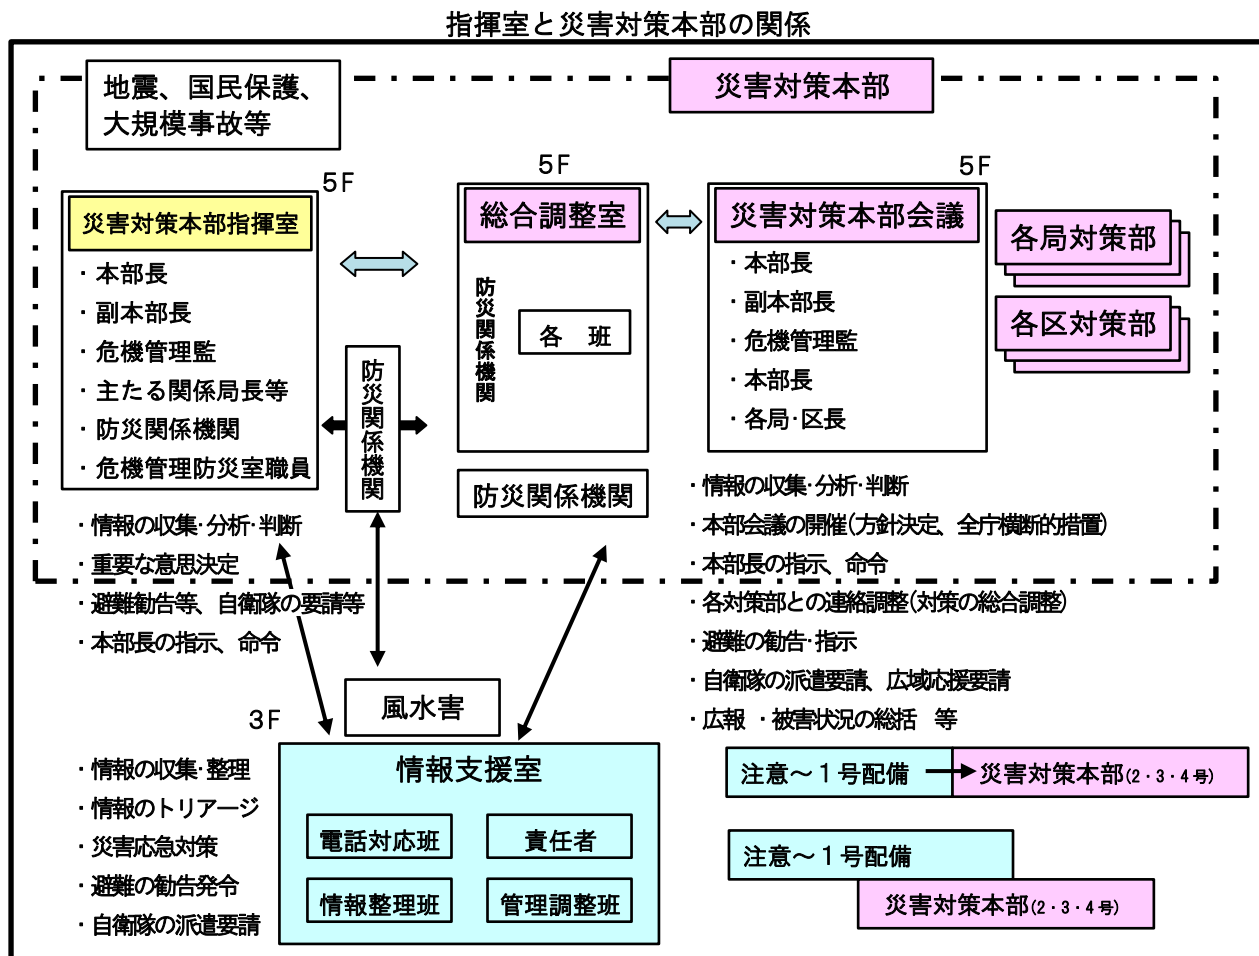 指揮室と災害対策本部の関係
地震、国民保護、
大規模事故等
災害対策本部
5F
災害対策本部指揮室
・本部長
・副本部長
・危機管理監
・主たる関係局長等
・防災関係機関
・危機管理防災室職員
防災関係機関
5F
総合調整室
防災関係機関
各　班
防災関係機関
5F
災害対策本部会議
・本部長
・副本部長
・危機管理監
・本部長
・各局・区長
各局対策部
各区対策部
・情報の収集・分析・判断
・重要な意思決定
・避難勧告等、自衛隊の要請等
・本部長の指示、命令
・情報の収集・分析・判断
・本部会議の開催(方針決定、全庁横断的措置)
・本部長の指示、命令
・各対策部との連絡調整(対策の総合調整)
・避難の勧告・指示
・自衛隊の派遣要請、広域応援要請
・広報 ・被害状況の総括　等
風水害
3F
情報支援室
電話対応班
責任者
情報整理班
管理調整班
・情報の収集・整理
・情報のトリアージ
・災害応急対策
・避難の勧告発令
・自衛隊の派遣要請
注意～1号配備
災害対策本部(2・3・4号)
注意～1号配備
災害対策本部(2・3・4号)